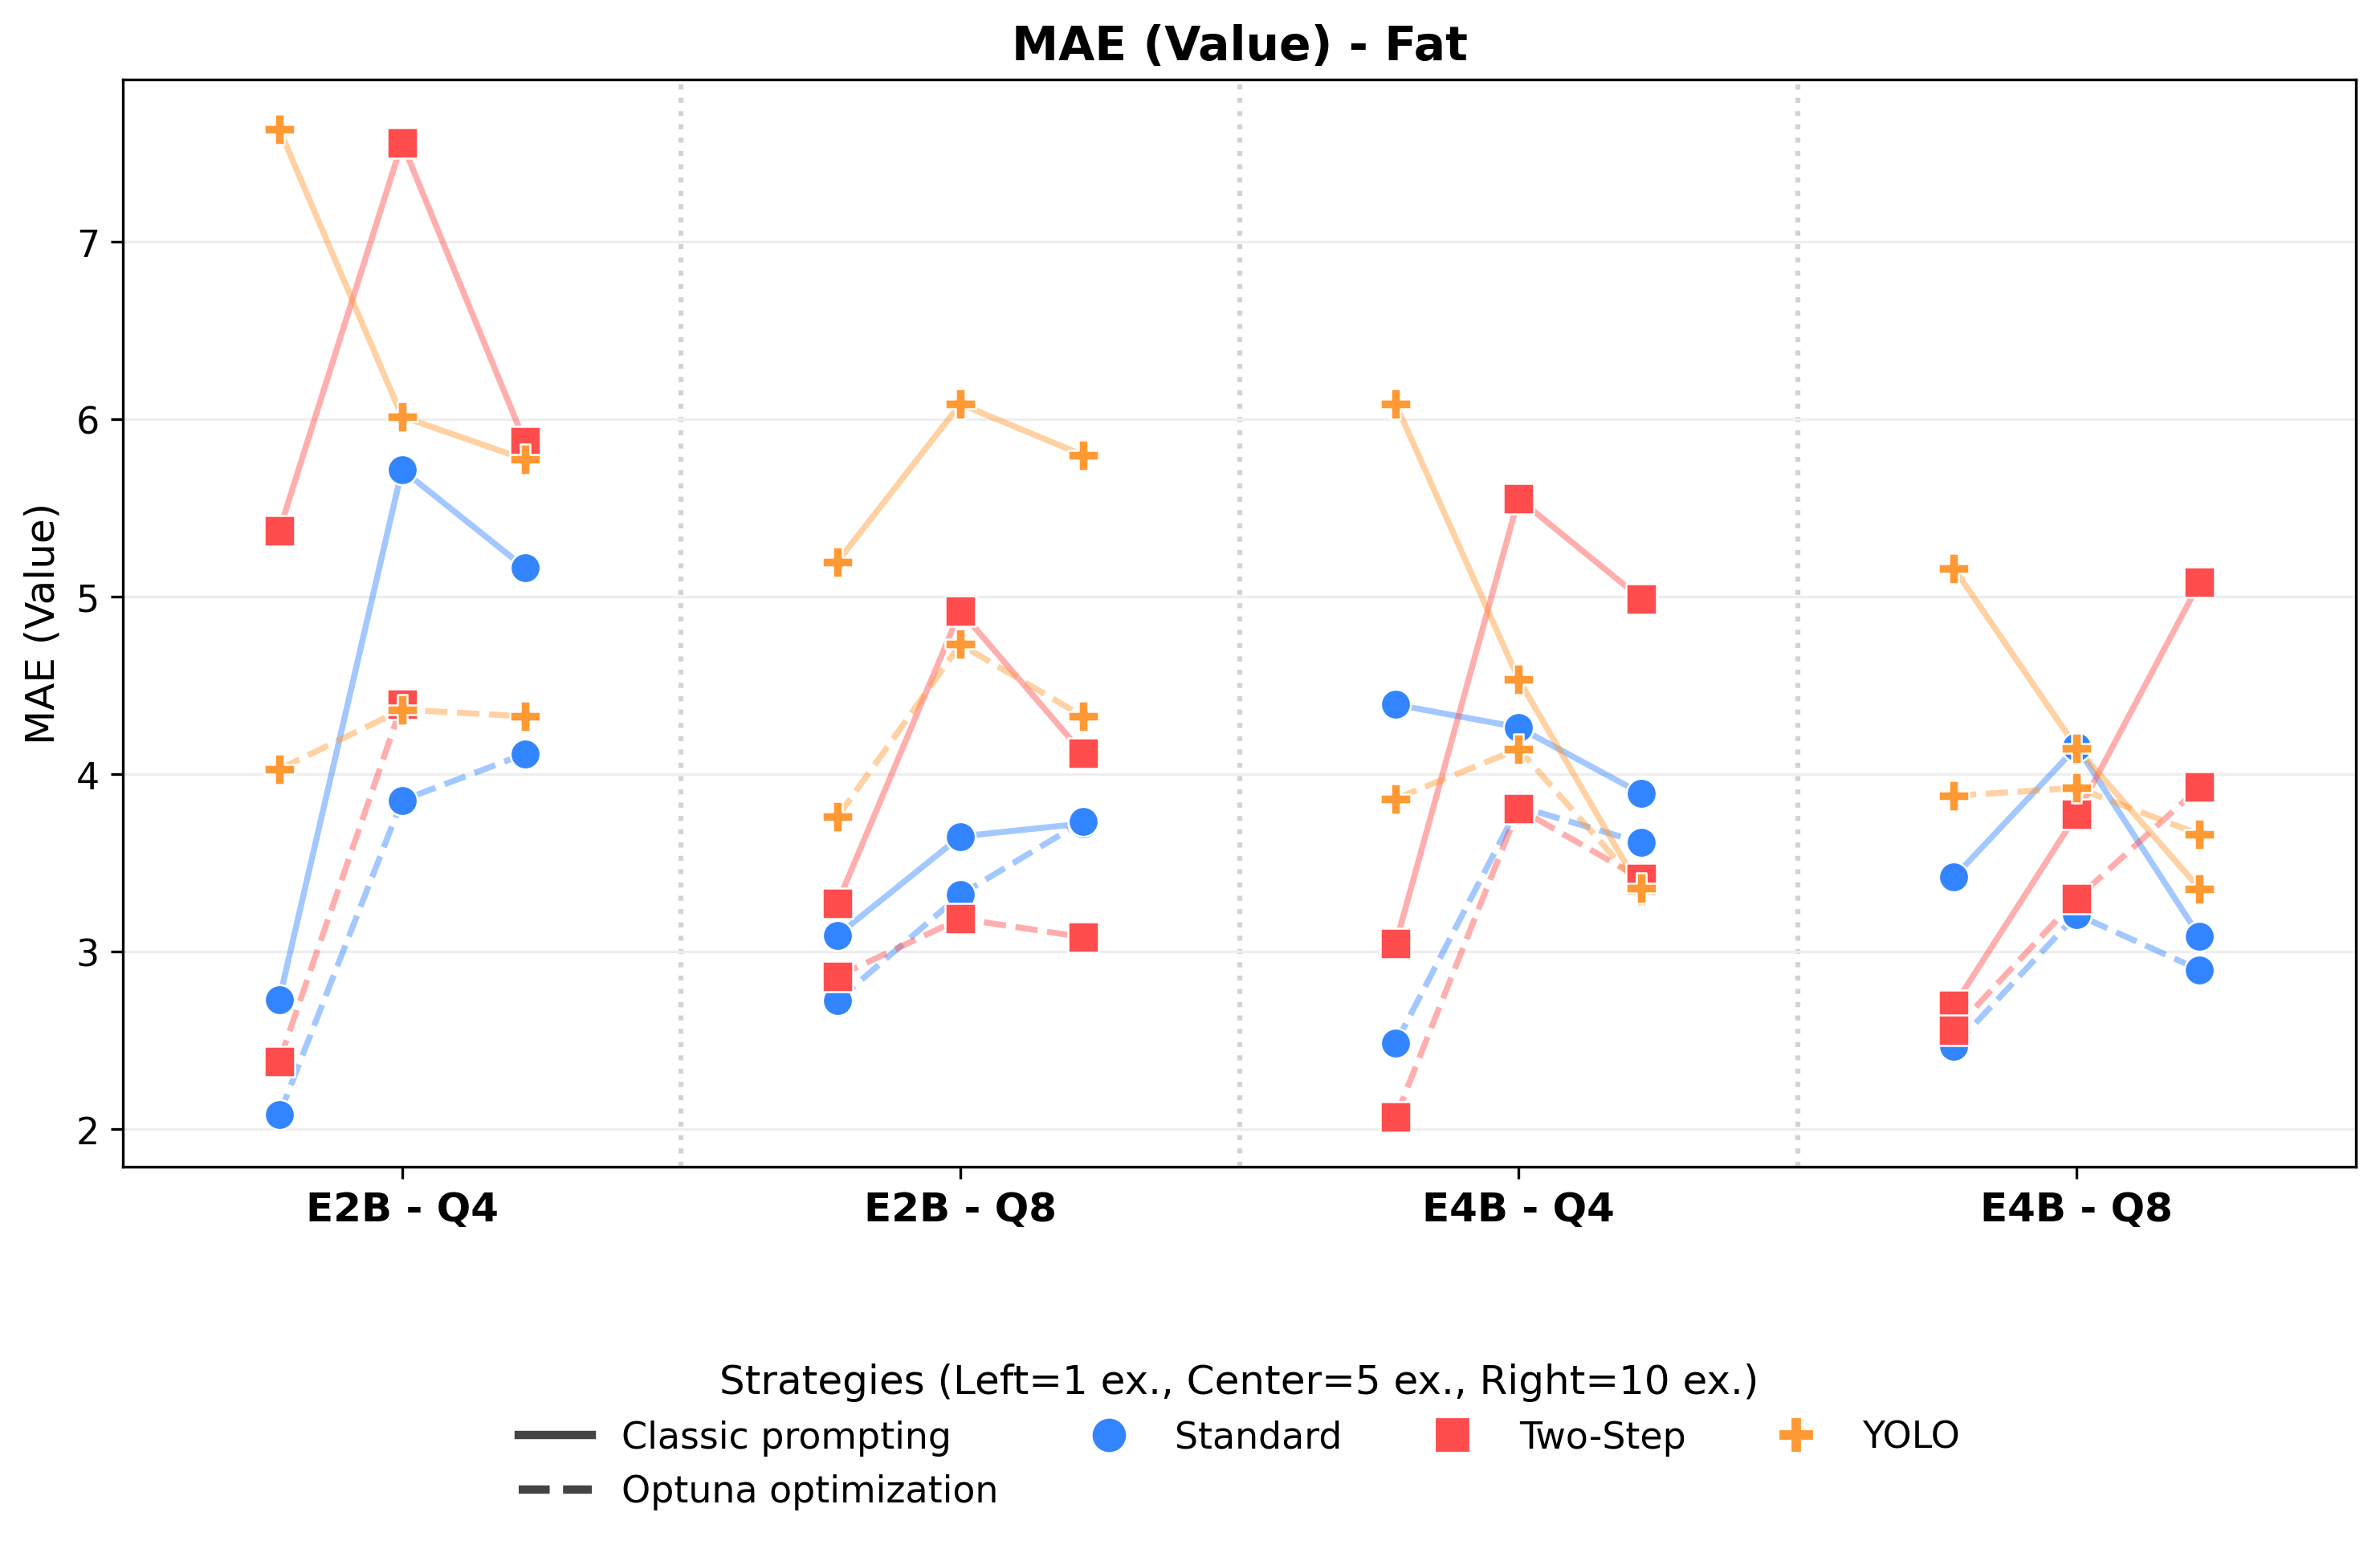 MAE (Value) - Fat
MAE (Value)
7
6
5
4
3
2
E2B - Q4
E2B - Q8
E4B - Q4
E4B - Q8
Strategies (Left=1 ex., Center=5 ex., Right=10 ex.)
Classic prompting
Standard
Two-Step
YOLO
Optuna optimization